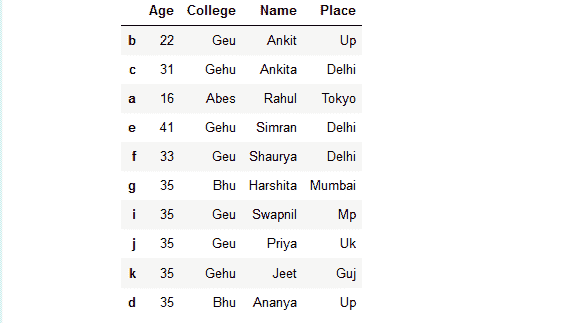 Age College Name Place
b 22 Geu Ankit Up
c 31 Gehu Ankita Delhi
a 16 Abes Rahul Tokyo
e 41 Gehu Simran Delhi
f 33 Geu Shaurya Delhi
g 35 Bhu Harshita Mumbai
i 35 Geu Swapnil Mp
j 35 Geu Priya Uk
k 35 Gehu Jeet Guj
d 35 Bhu Ananya Up